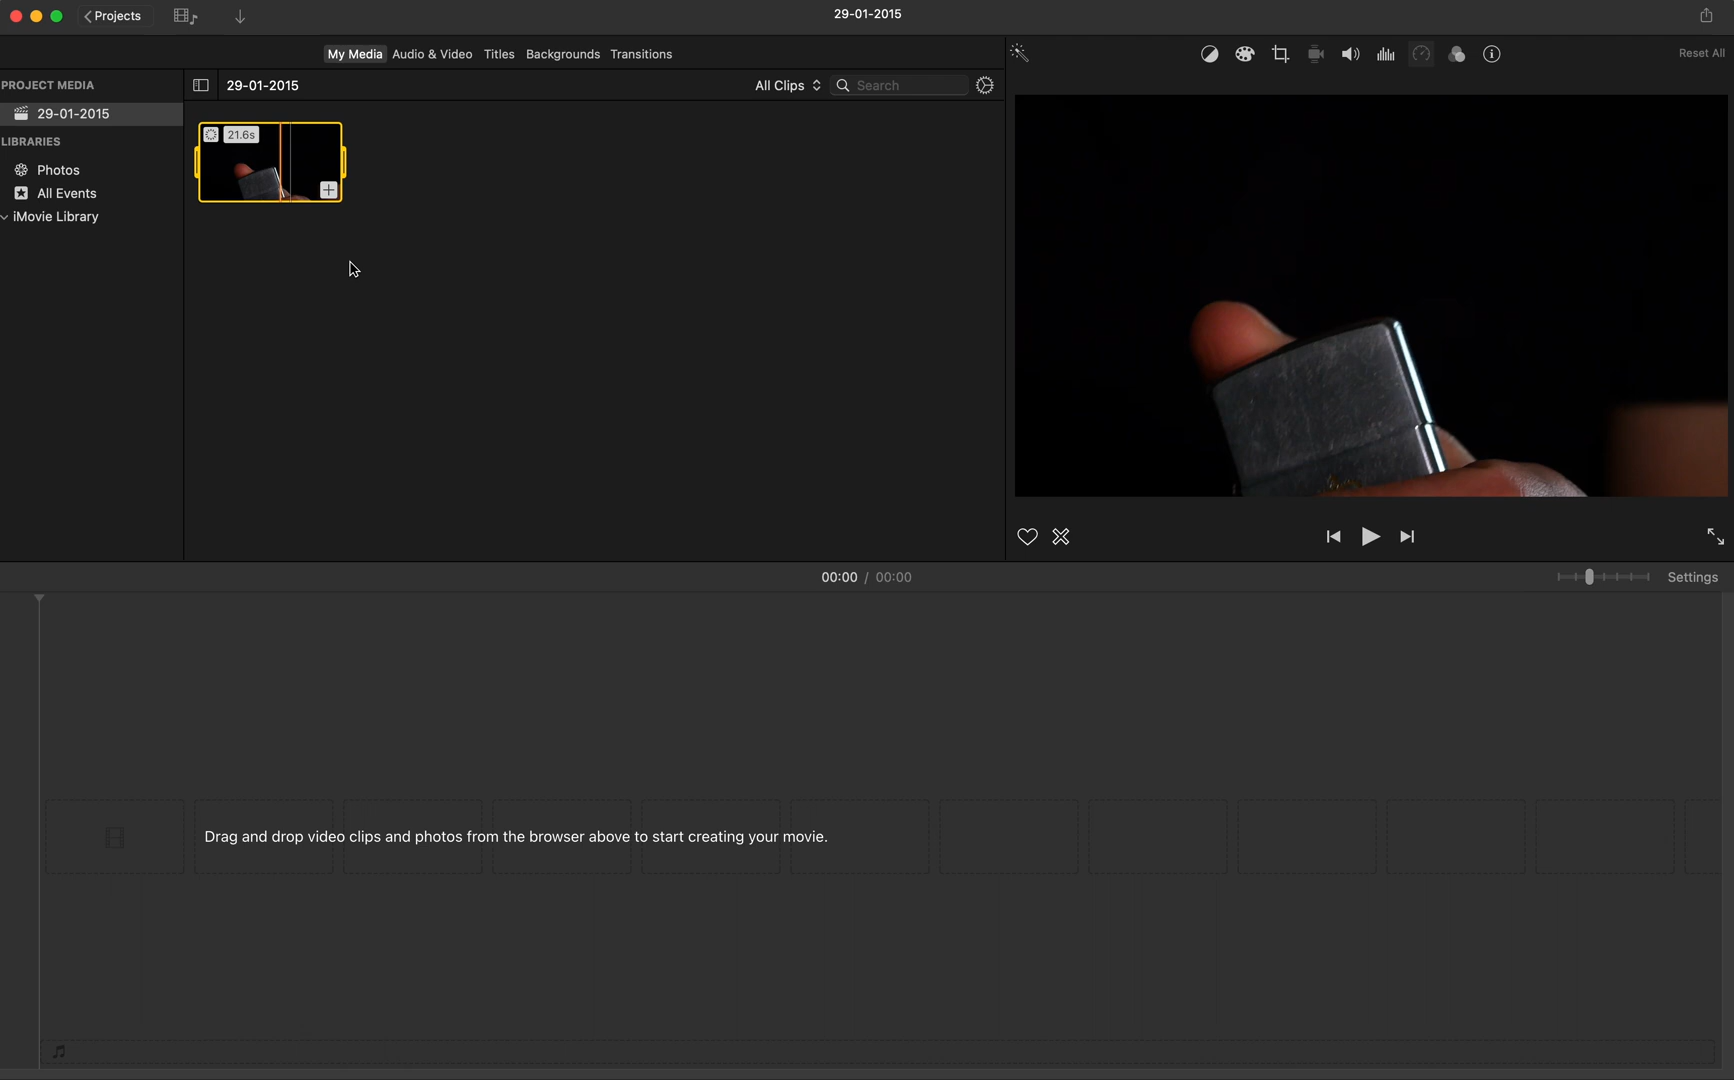 Projects
29-01-2015
My Media Audio & Video Titles Backgrounds Transitions
Reset All
PROJECT MEDIA
29-01-2015
All Clips
Search
29-01-2015
21.6s
LIBRARIES
Photos
All Events
iMovie Library
00:00 / 00:00
Settings
Drag and drop video clips and photos from the browser above to start creating your movie.